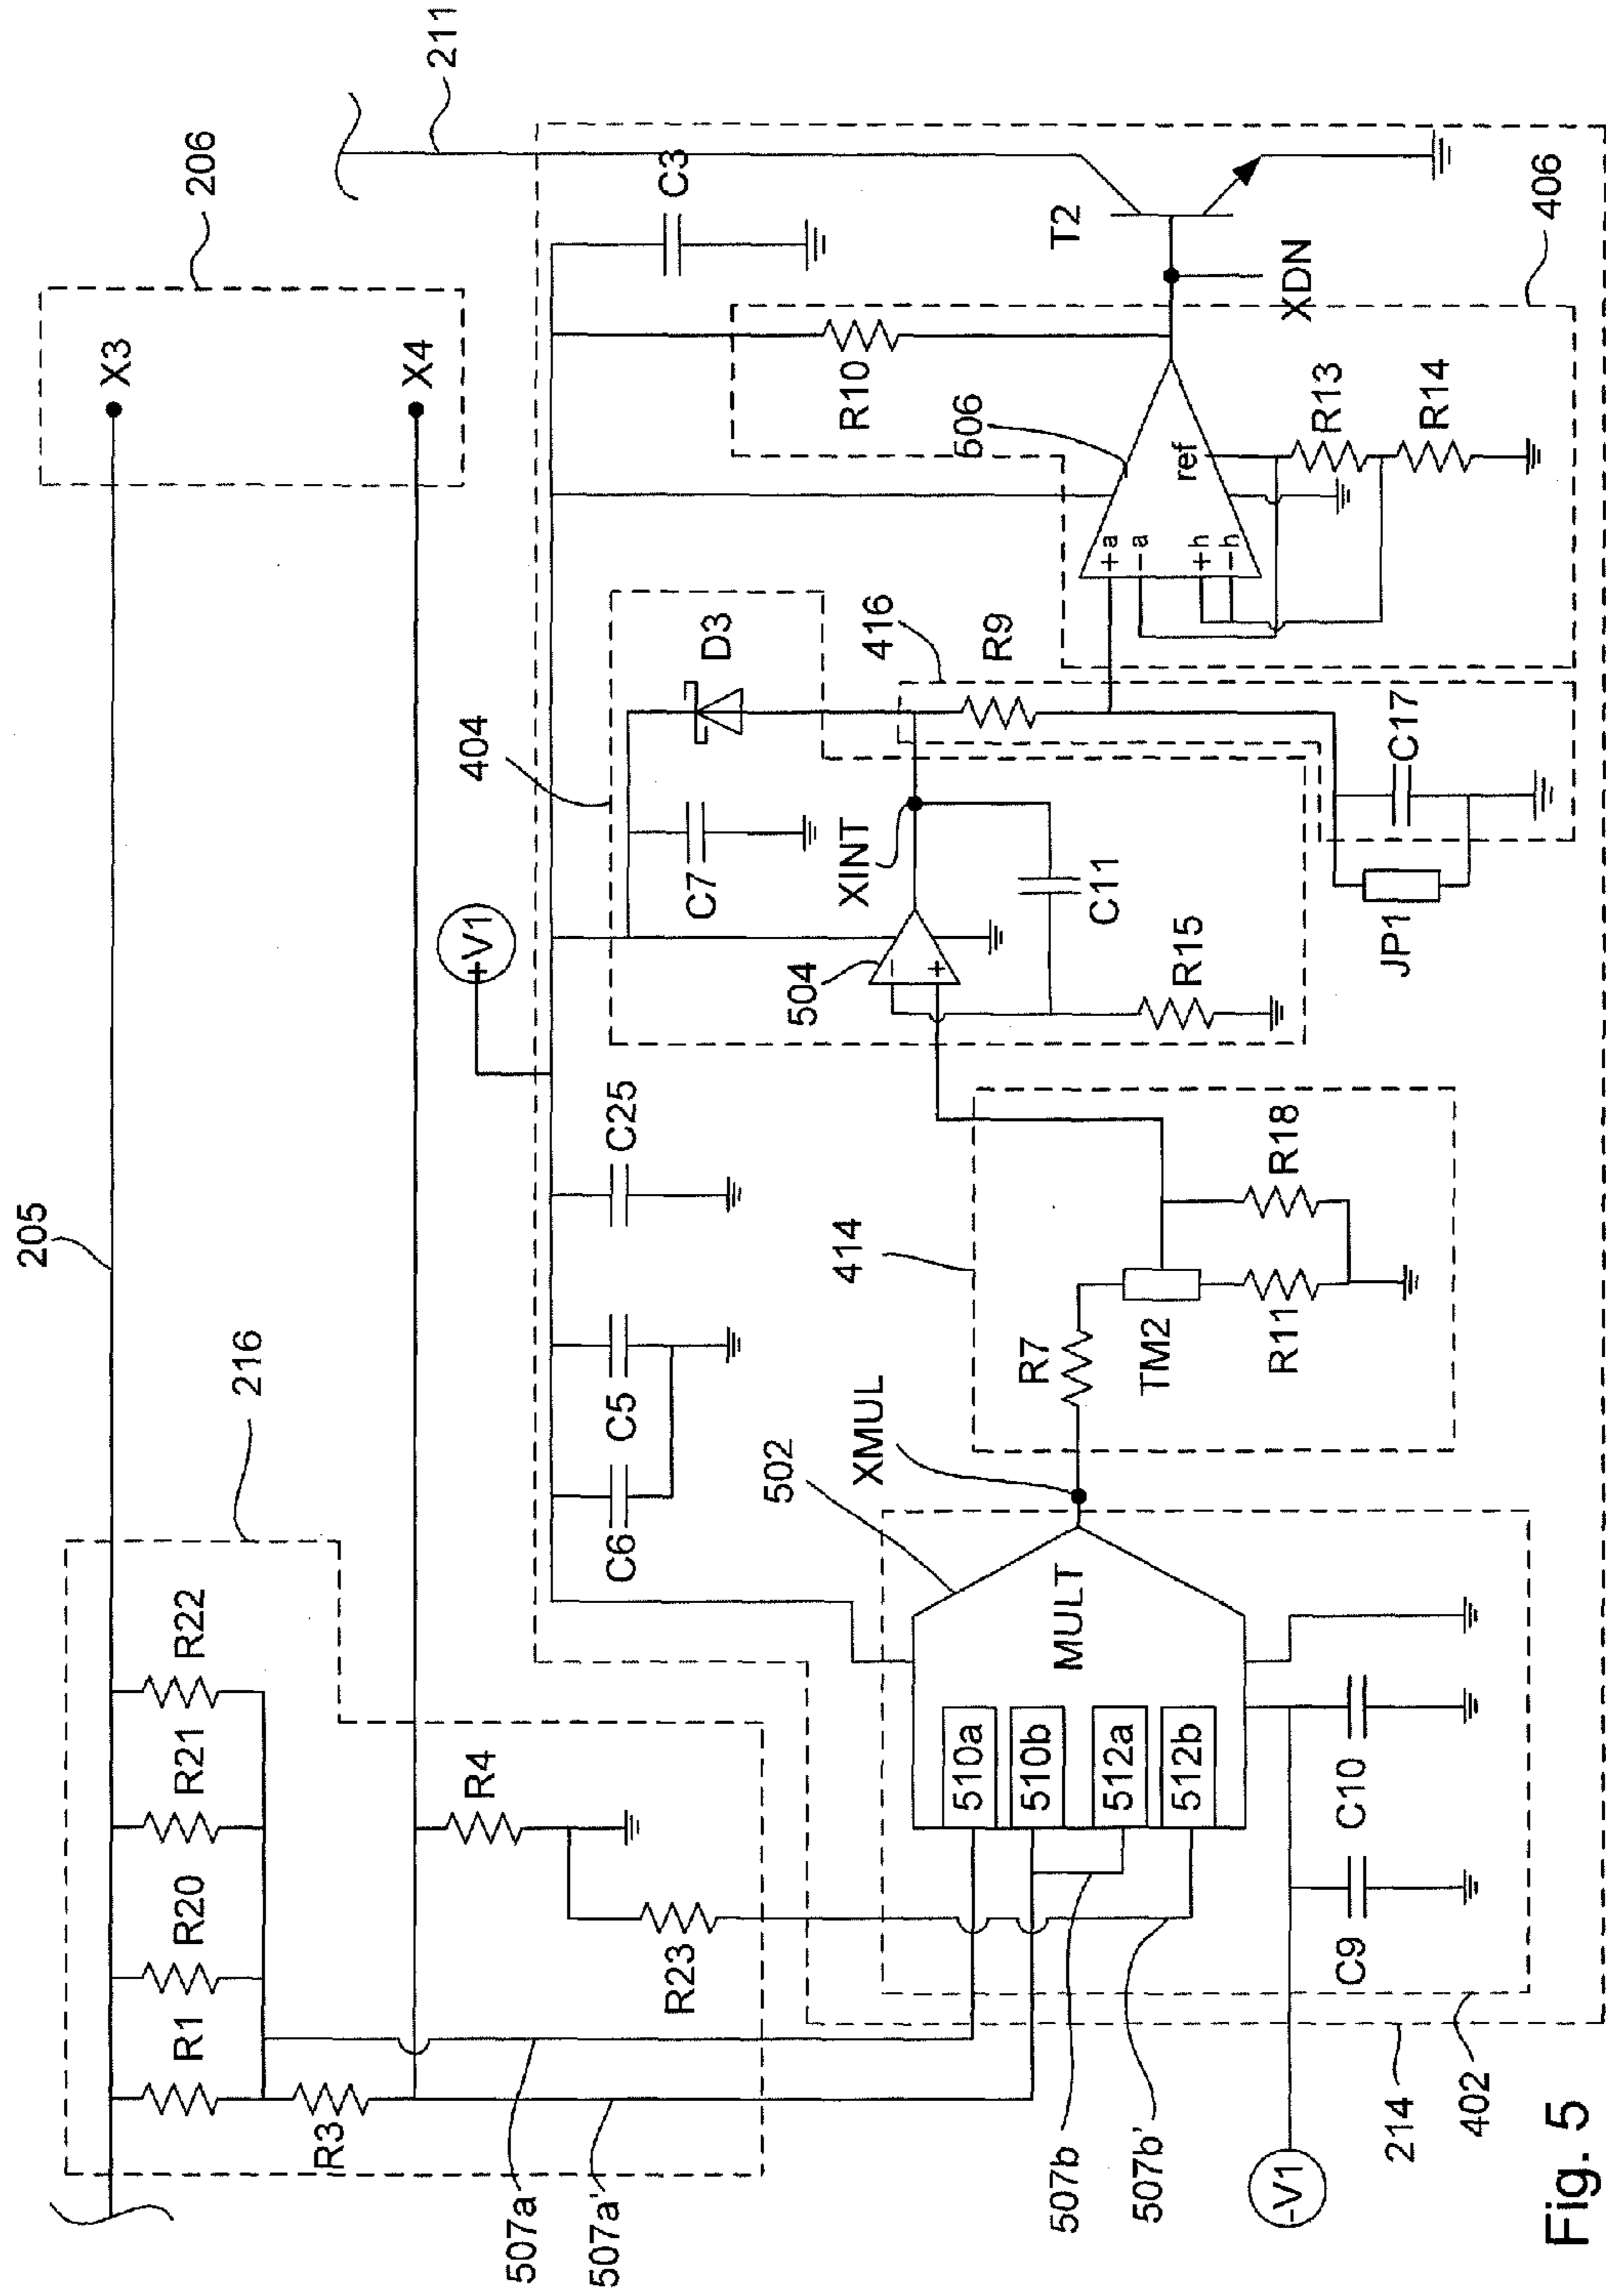 205
216
206
X3
X4
211
R1
R20
R21
R22
R3
R4
R23
+V1
C6
C5
C25
C3
404
C7
D3
XINT
504
C11
R15
416
R9
C17
JP1
506
R10
+a
-a
+h
-h
ref
R13
R14
T2
XDN
406
414
R7
TM2
R11
R18
XMUL
502
MULT
510a
510b
512a
512b
507a
507a'
507b
507b'
C9
C10
-V1
214
402
Fig. 5